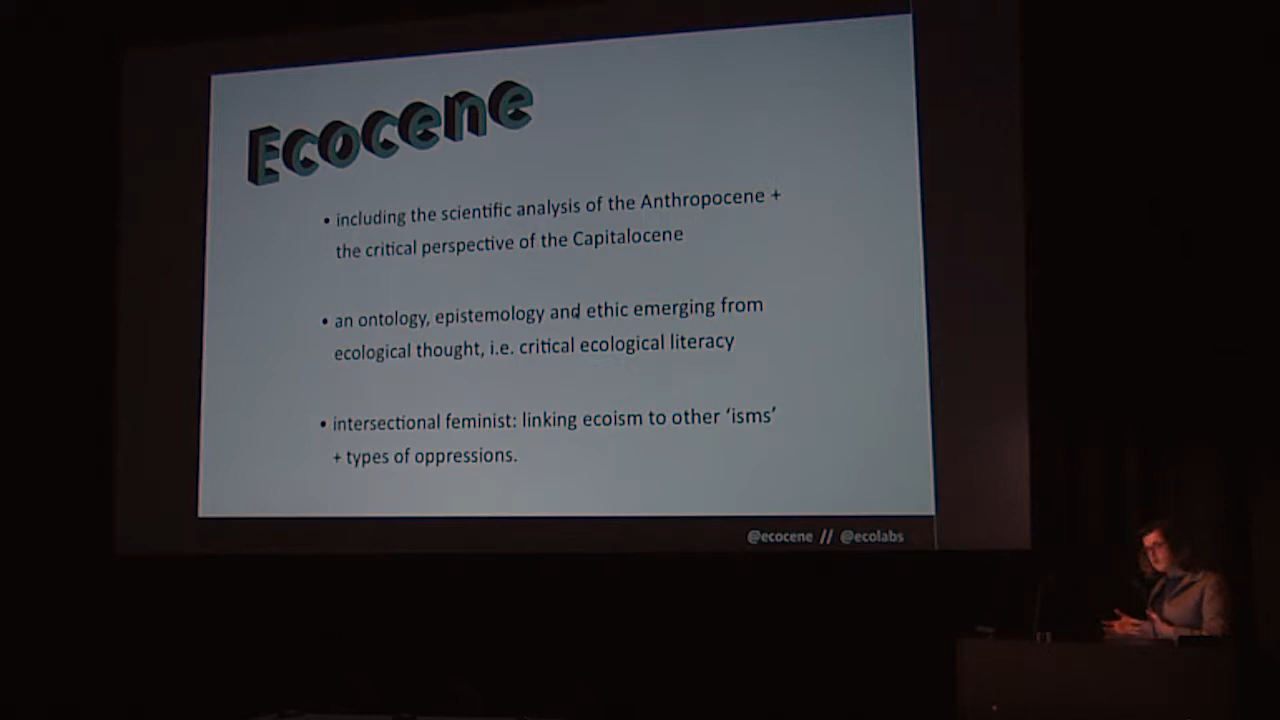 Ecocene
• including the scientific analysis of the Anthropocene +
the critical perspective of the Capitalocene
• an ontology, epistemology and ethic emerging from
ecological thought, i.e. critical ecological literacy
• intersectional feminist: linking ecoism to other ‘isms’
+ types of oppressions.
@ecocene // @ecolabs